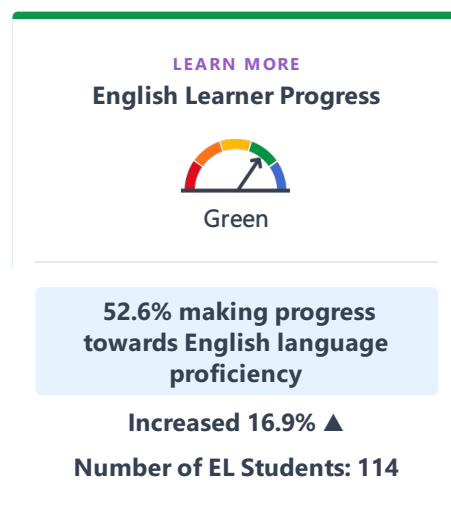 LEARN MORE
English Learner Progress
Green
52.6% making progress
towards English language
proficiency
Increased 16.9% ▲
Number of EL Students: 114